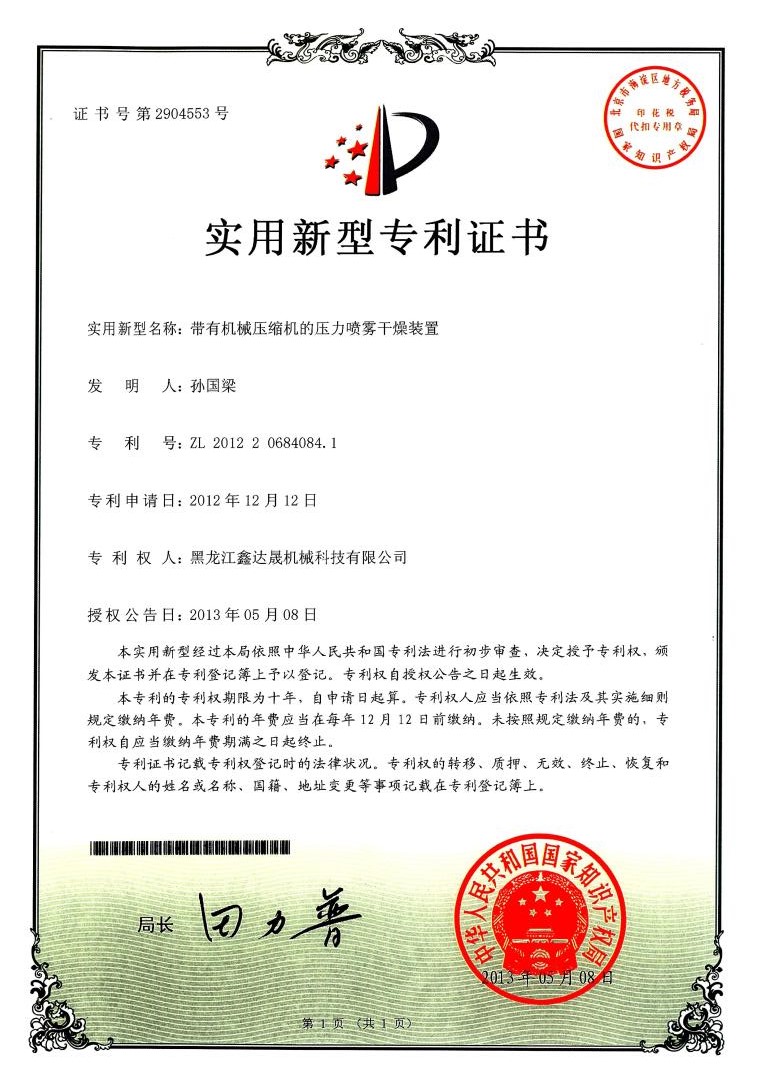 证书号第2904553号
北京市海淀区地方税务局
印花税
代扣专用章
国家知识产权局
实用新型专利证书
实用新型名称：带有机械压缩机的压力喷雾干燥装置
发明人：孙国梁
专利号：ZL 2012 2 0684084.1
专利申请日：2012年12月12日
专利权人：黑龙江鑫达晟机械科技有限公司
授权公告日：2013年05月08日
本实用新型经过本局依照中华人民共和国专利法进行初步审查，决定授予专利权，颁
发本证书并在专利登记簿上予以登记。专利权自授权公告之日起生效。
本专利的专利权期限为十年，自申请日起算。专利权人应当依照专利法及其实施细则
规定缴纳年费。本专利的年费应当在每年12月12日前缴纳。未按照规定缴纳年费的，专
利权自应当缴纳年费期满之日起终止。
专利证书记载专利权登记时的法律状况。专利权的转移、质押、无效、终止、恢复和
专利权人的姓名或名称、国籍、地址变更等事项记载在专利登记簿上。
局长 田力普
中华人民共和国国家知识产权局
2013年05月08日
第1页（共1页）